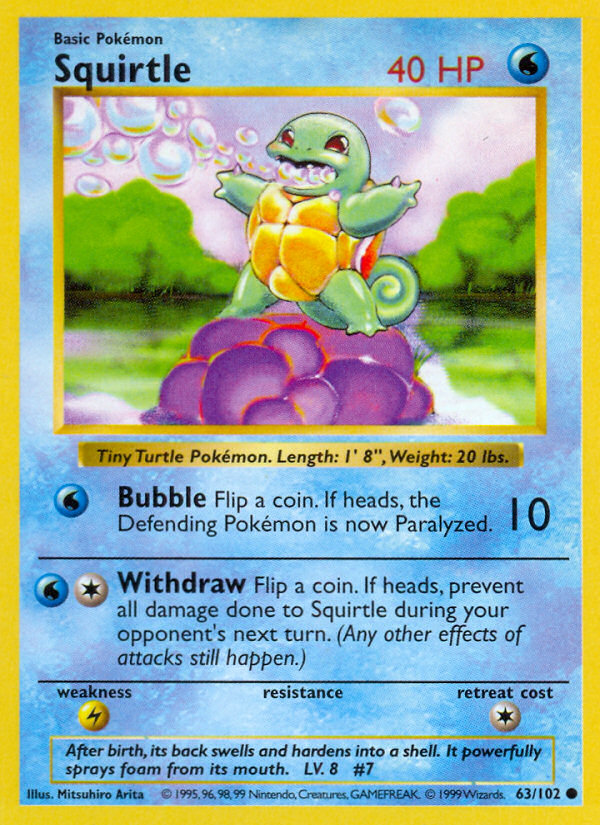 Basic Pokémon
Squirtle 40 HP
Tiny Turtle Pokémon. Length: 1' 8", Weight: 20 lbs.
Bubble Flip a coin. If heads, the
Defending Pokémon is now Paralyzed. 10
Withdraw Flip a coin. If heads, prevent
all damage done to Squirtle during your
opponent's next turn. (Any other effects of
attacks still happen.)
weakness resistance retreat cost
After birth, its back swells and hardens into a shell. It powerfully
sprays foam from its mouth. LV. 8 #7
Illus. Mitsuhiro Arita © 1995, 96, 98, 99 Nintendo, Creatures, GAMEFREAK. © 1999 Wizards. 63/102